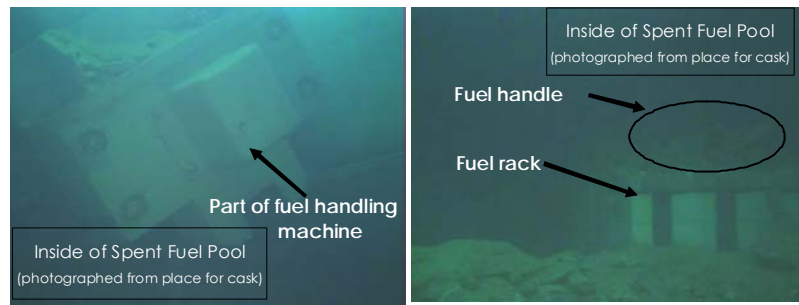 Part of fuel handling
machine
Inside of Spent Fuel Pool
(photographed from place for cask)
Inside of Spent Fuel Pool
(photographed from place for cask)
Fuel handle
Fuel rack